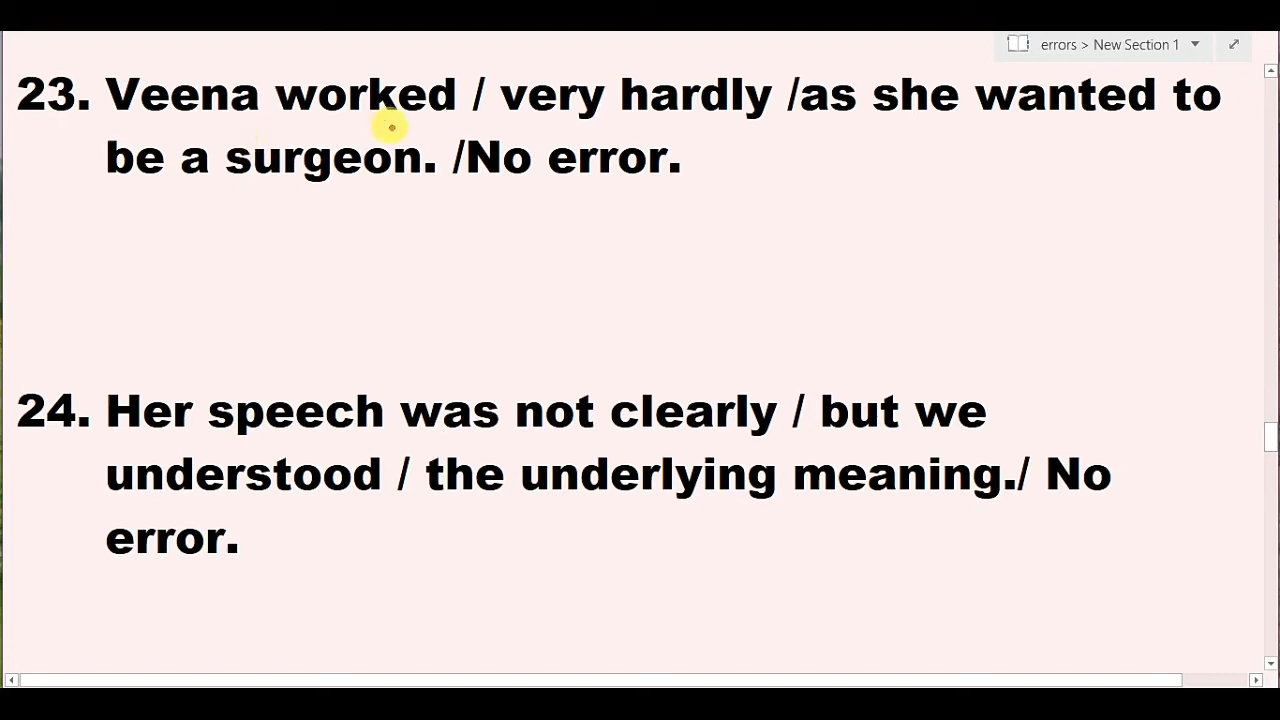 errors > New Section 1
23. Veena worked / very hardly /as she wanted to
be a surgeon. /No error.
24. Her speech was not clearly / but we
understood / the underlying meaning./ No
error.